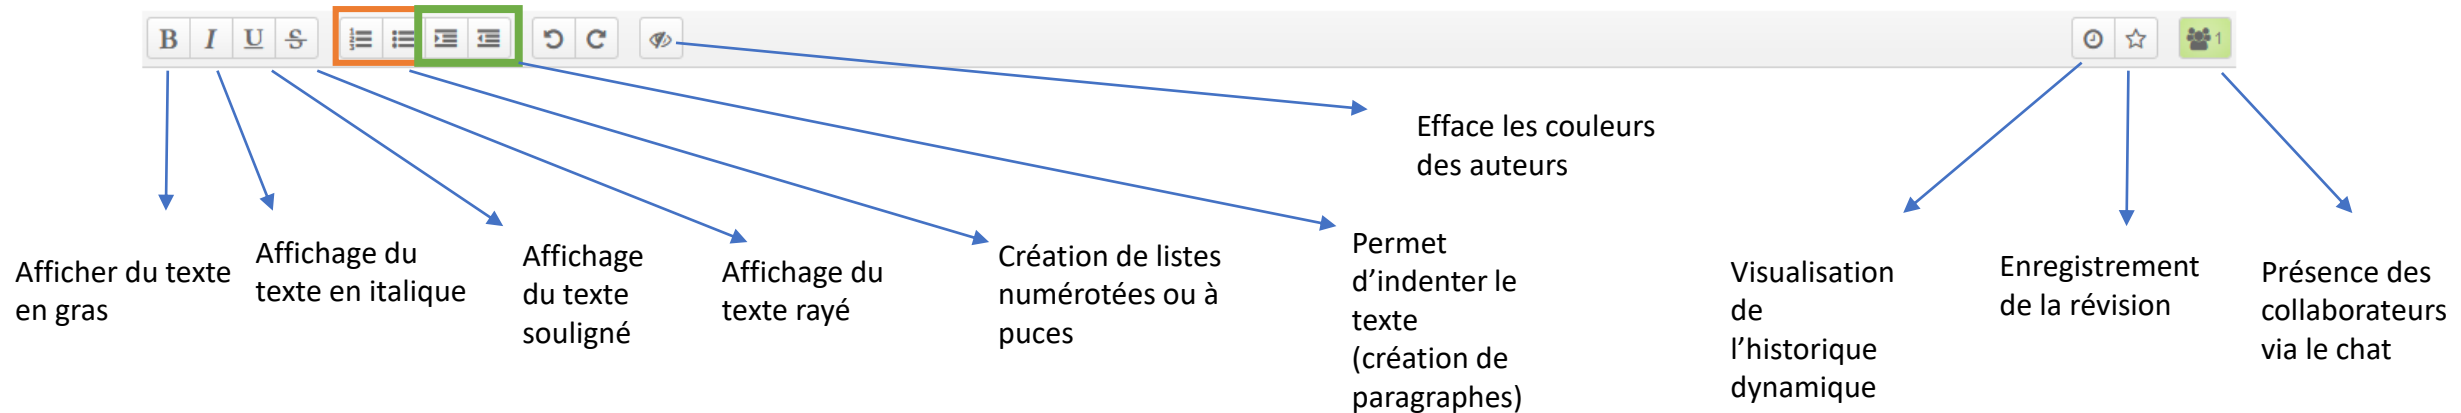 B I U S
1
Efface les couleurs
des auteurs
Afficher du texte
en gras
Affichage du
texte en italique
Affichage
du texte
souligné
Affichage du
texte rayé
Création de listes
numérotées ou à
puces
Permet
d’indenter le
texte
(création de
paragraphes)
Visualisation
de
l’historique
dynamique
Enregistrement
de la révision
Présence des
collaborateurs
via le chat